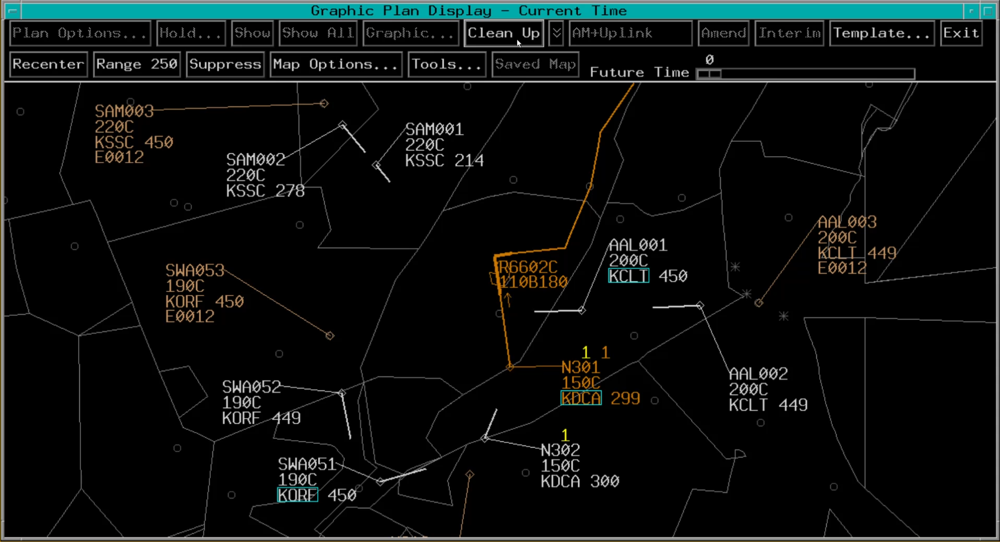 Graphic Plan Display - Current Time
Plan Options... Hold... Show Show All Graphic... Clean Up AM+Uplink Amend Interim Template... Exit
Recenter Range 250 Suppress Map Options... Tools... Saved Map Future Time 0
SAM003
220C
KSSC 450
E0012
SAM002
220C
KSSC 278
SAM001
220C
KSSC 214
AAL003
200C
KCLT 449
E0012
AAL001
200C
KCLT 450
SWA053
190C
KORF 450
E0012
R6602C
110B180
1 1
N301
150C
KDCA 299
AAL002
200C
KCLT 449
SWA052
190C
KORF 449
1
N302
150C
KDCA 300
SWA051
190C
KORF 450